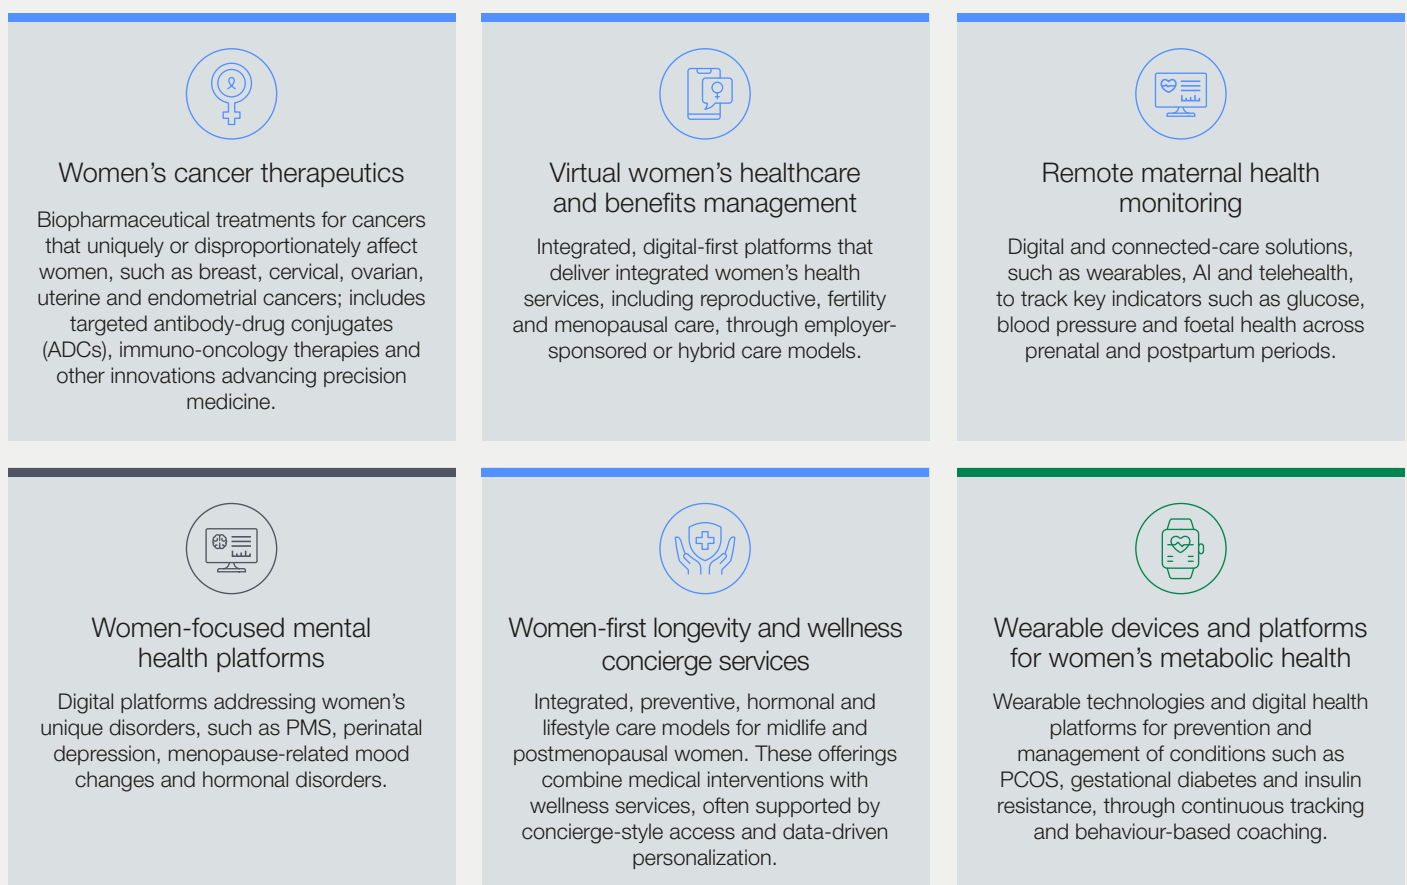 Women’s cancer therapeutics
Biopharmaceutical treatments for cancers
that uniquely or disproportionately affect
women, such as breast, cervical, ovarian,
uterine and endometrial cancers; includes
targeted antibody-drug conjugates
(ADCs), immuno-oncology therapies and
other innovations advancing precision
medicine.
Virtual women’s healthcare
and benefits management
Integrated, digital-first platforms that
deliver integrated women’s health
services, including reproductive, fertility
and menopausal care, through employer-
sponsored or hybrid care models.
Remote maternal health
monitoring
Digital and connected-care solutions,
such as wearables, AI and telehealth,
to track key indicators such as glucose,
blood pressure and foetal health across
prenatal and postpartum periods.
Women-focused mental
health platforms
Digital platforms addressing women’s
unique disorders, such as PMS, perinatal
depression, menopause-related mood
changes and hormonal disorders.
Women-first longevity and wellness
concierge services
Integrated, preventive, hormonal and
lifestyle care models for midlife and
postmenopausal women. These offerings
combine medical interventions with
wellness services, often supported by
concierge-style access and data-driven
personalization.
Wearable devices and platforms
for women’s metabolic health
Wearable technologies and digital health
platforms for prevention and
management of conditions such as
PCOS, gestational diabetes and insulin
resistance, through continuous tracking
and behaviour-based coaching.